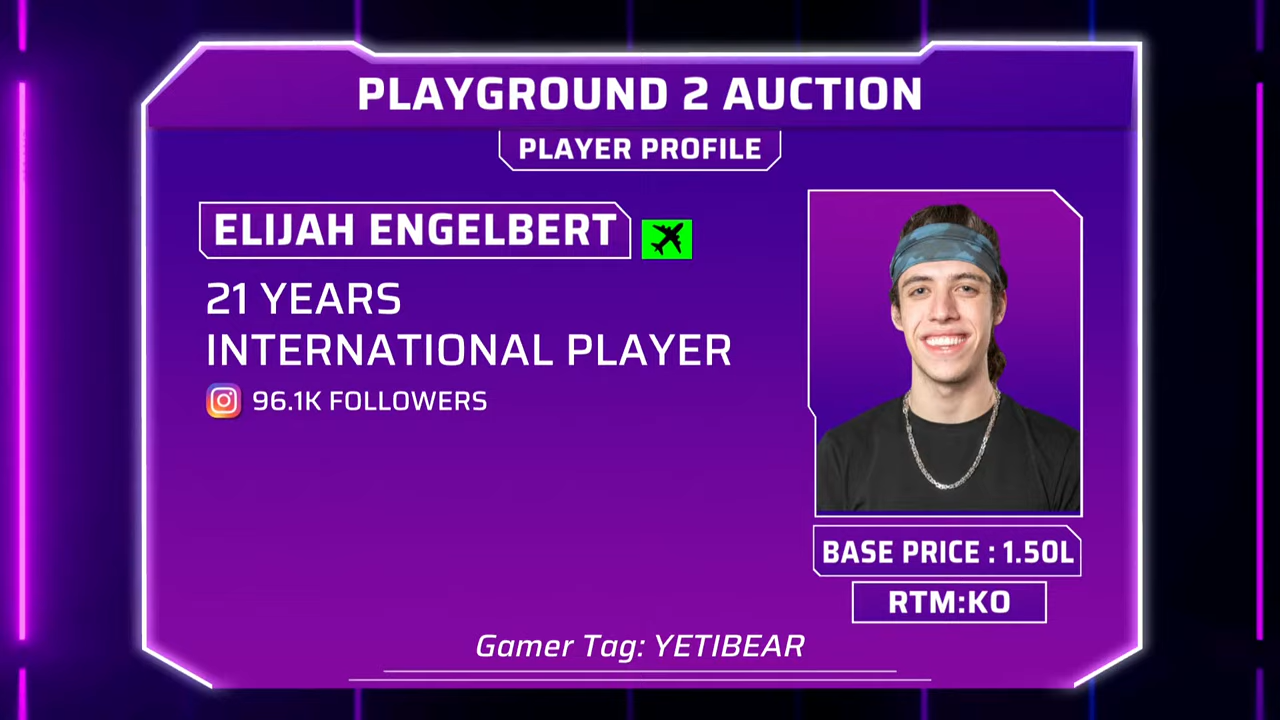 PLAYGROUND 2 AUCTION
PLAYER PROFILE
ELIJAH ENGELBERT
21 YEARS
INTERNATIONAL PLAYER
96.1K FOLLOWERS
BASE PRICE : 1.50L
RTM:KO
Gamer Tag: YETIBEAR